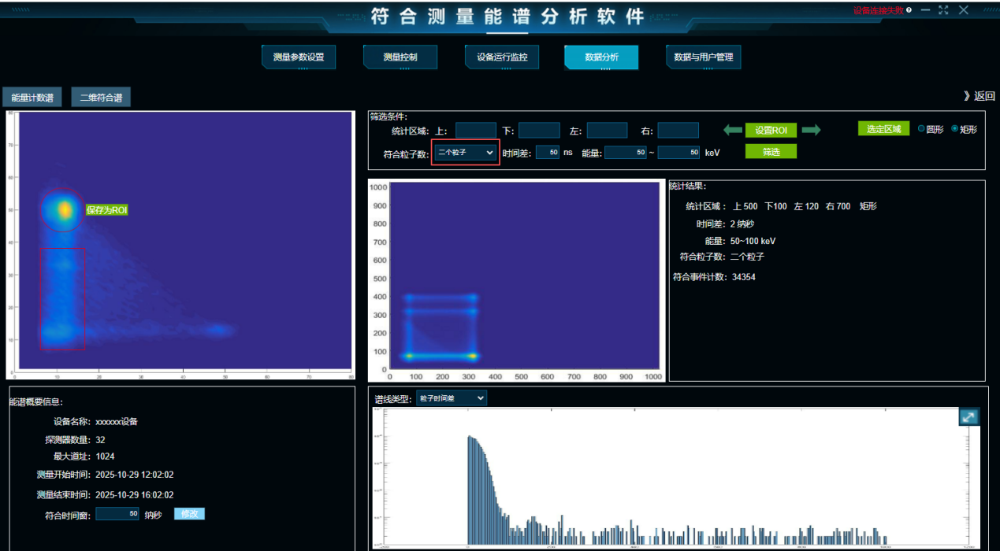 符合测量能谱分析软件
设备连接失败
测量参数设置 测量控制 设备运行监控 数据分析 数据与用户管理
能量计数谱 二维符合谱 》返回
筛选条件:
统计区域: 上: 下: 左: 右: 设置ROI 选定区域 圆形 矩形
符合粒子数: 二个粒子 时间差: 50 ns 能量: 50 ~ 50 keV 筛选
80
70
60
50
40
30
20
10
0
0 10 20 30 40 50 60 70 80
保存为ROI
1000
900
800
700
600
500
400
300
200
100
0
0 100 200 300 400 500 600 700 800 900 1000
统计结果:
统计区域: 上 500 下100 左 120 右 700 矩形
时间差: 2 纳秒
能量: 50~100 keV
符合粒子数: 二个粒子
符合事件计数: 34354
能谱概要信息:
设备名称: xxxxxx设备
探测器数量: 32
最大道址: 1024
测量开始时间: 2025-10-29 12:02:02
测量结束时间: 2025-10-29 16:02:02
符合时间窗: 50 纳秒 修改
谱线类型: 粒子时间差
-200 0 200 400 600 800 1000 1200